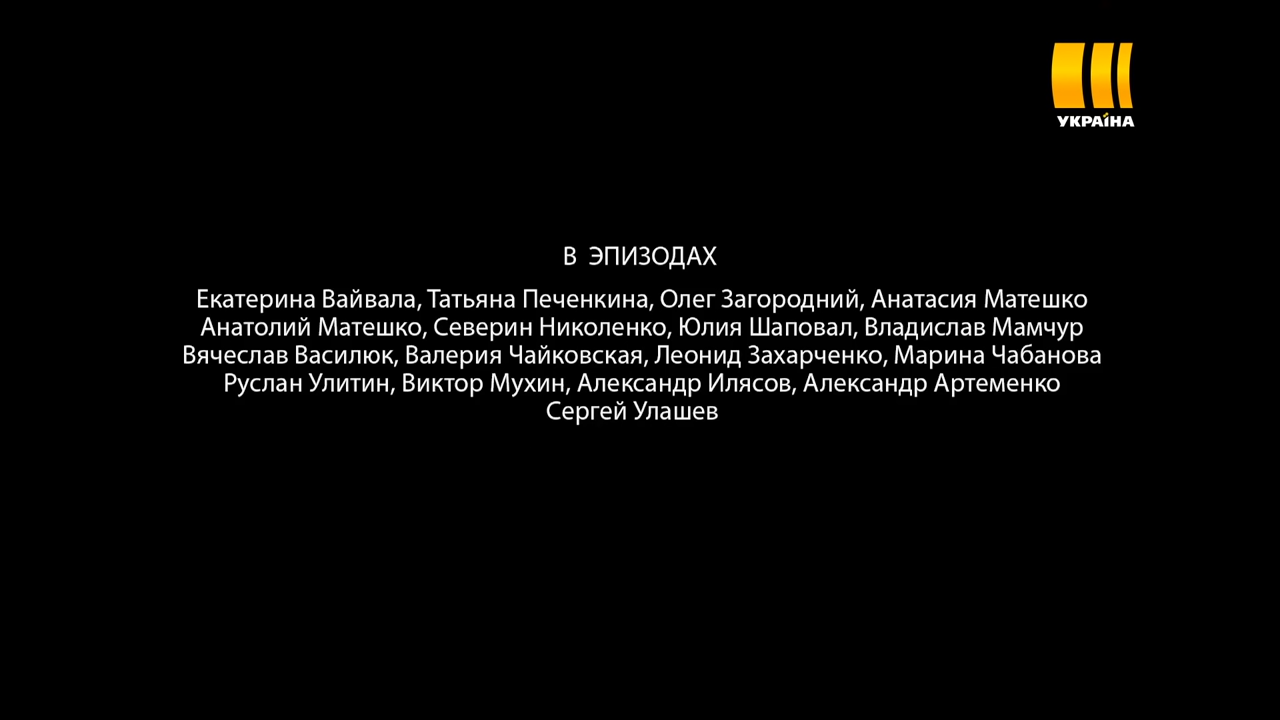 УКРАЇНА
В ЭПИЗОДАХ
Екатерина Вайвала, Татьяна Печенкина, Олег Загородний, Анатасия Матешко
Анатолий Матешко, Северин Николенко, Юлия Шаповал, Владислав Мамчур
Вячеслав Василюк, Валерия Чайковская, Леонид Захарченко, Марина Чабанова
Руслан Улитин, Виктор Мухин, Александр Илясов, Александр Артеменко
Сергей Улашев